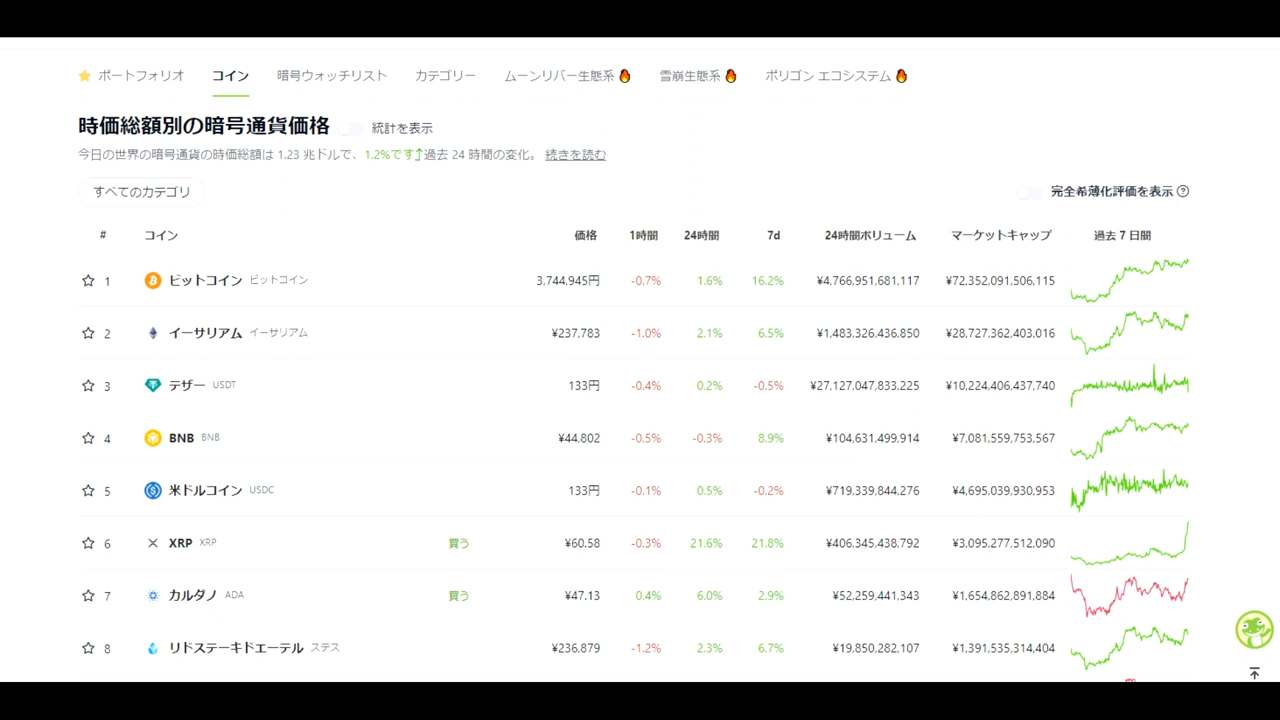 ポートフォリオ コイン 暗号ウォッチリスト カテゴリー ムーンリバー生態系 雪崩生態系 ポリゴン エコシステム
時価総額別の暗号通貨価格 統計を表示
今日の世界の暗号通貨の時価総額は 1.23 兆ドルで、1.2%です過去 24 時間の変化。 続きを読む
すべてのカテゴリ 完全希薄化評価を表示
# コイン 価格 1時間 24時間 7d 24時間ボリューム マーケットキャップ 過去 7 日間
1 ビットコイン ビットコイン 3,744,945円 -0.7% 1.6% 16.2% ¥4,766,951,681,117 ¥72,352,091,506,115
2 イーサリアム イーサリアム ¥237,783 -1.0% 2.1% 6.5% ¥1,483,326,436,850 ¥28,727,362,403,016
3 テザー USDT 133円 -0.4% 0.2% -0.5% ¥27,127,047,833,225 ¥10,224,406,437,740
4 BNB BNB ¥44,802 -0.5% -0.3% 8.9% ¥104,631,499,914 ¥7,081,559,753,567
5 米ドルコイン USDC 133円 -0.1% 0.5% -0.2% ¥719,339,844,276 ¥4,695,039,930,953
6 XRP XRP 買う ¥60.58 -0.3% 21.6% 21.8% ¥406,345,438,792 ¥3,095,277,512,090
7 カルダノ ADA 買う ¥47.13 0.4% 6.0% 2.9% ¥52,259,441,343 ¥1,654,862,891,884
8 リドステーキドエーテル ステス ¥236,879 -1.2% 2.3% 6.7% ¥19,850,282,107 ¥1,391,535,314,404